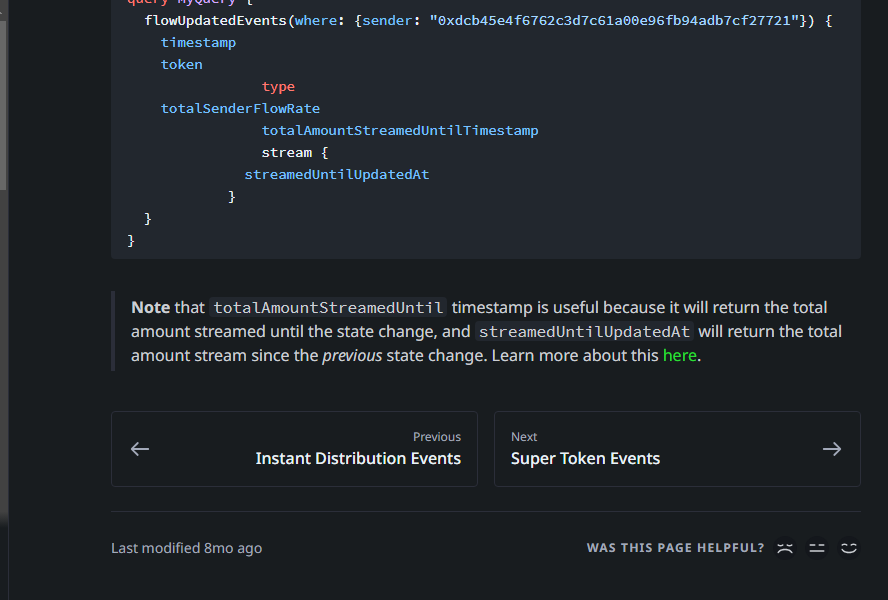 query MyQuery {
flowUpdatedEvents(where: {sender: "0xdcb45e4f6762c3d7c61a00e96fb94adb7cf27721"}) {
timestamp
token
type
totalSenderFlowRate
totalAmountStreamedUntilTimestamp
stream {
streamedUntilUpdatedAt
}
}
}
Note that totalAmountStreamedUntil timestamp is useful because it will return the total
amount streamed until the state change, and streamedUntilUpdatedAt will return the total
amount stream since the previous state change. Learn more about this here.
Previous
Instant Distribution Events
Next
Super Token Events
Last modified 8mo ago
WAS THIS PAGE HELPFUL?